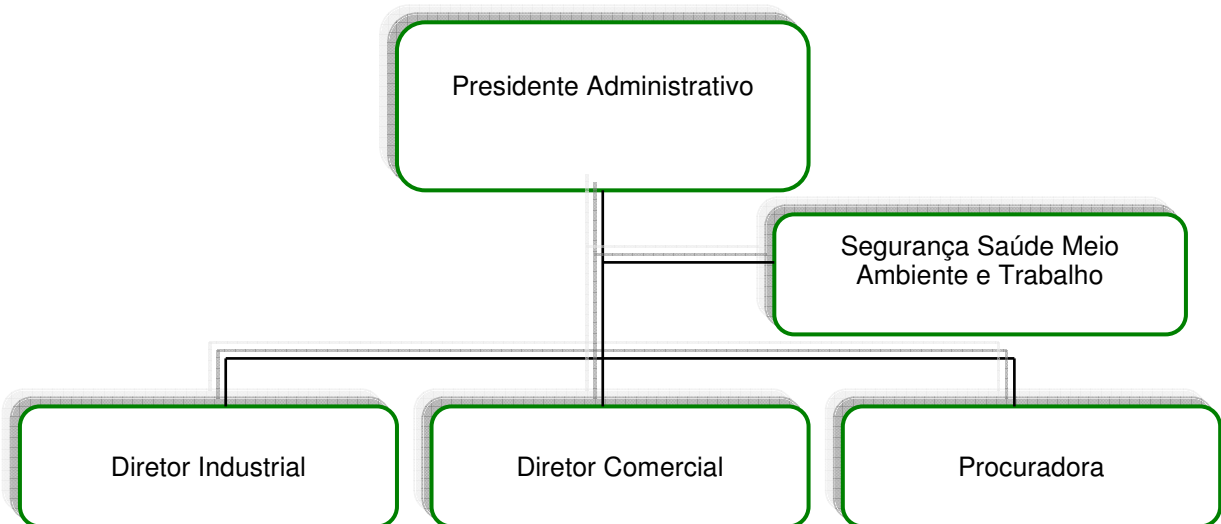 Presidente Administrativo
Segurança Saúde Meio
Ambiente e Trabalho
Diretor Industrial
Diretor Comercial
Procuradora